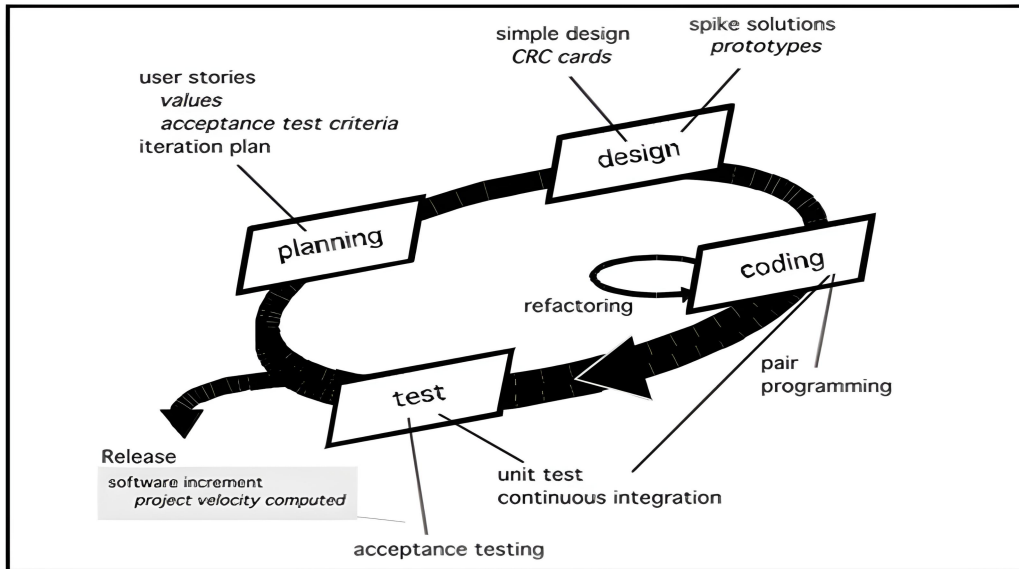 spike solutions
prototypes
simple design
CRC cards
user stories
values
acceptance test criteria
iteration plan
design
planning
coding
refactoring
test
pair
programming
Release
software increment
project velocity computed
unit test
continuous integration
acceptance testing